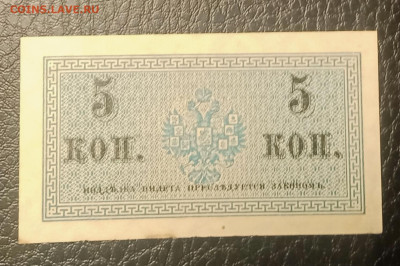 COINS.LAVE.RU
5 5
КОП. КОП.
ПОДДѢЛКА БИЛЕТА ПРЕСЛѢДУЕТСЯ ЗАКОНОМЪ.